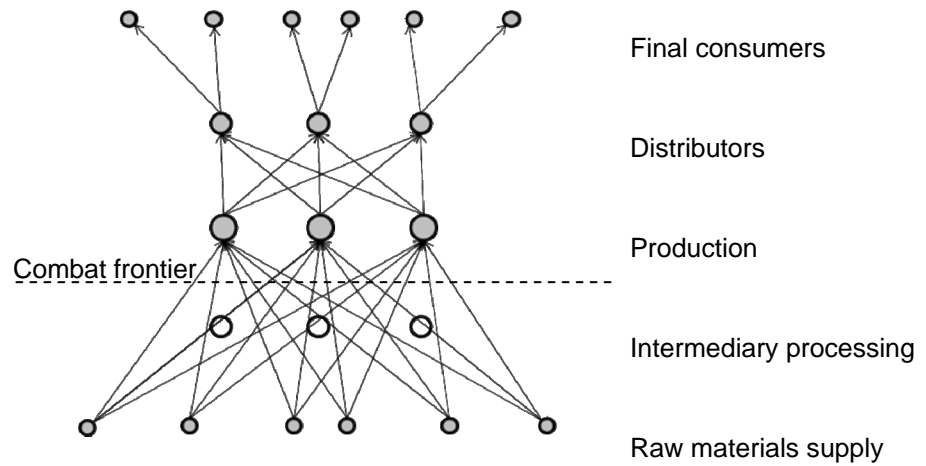 Final consumers
Distributors
Production
Combat frontier
Intermediary processing
Raw materials supply